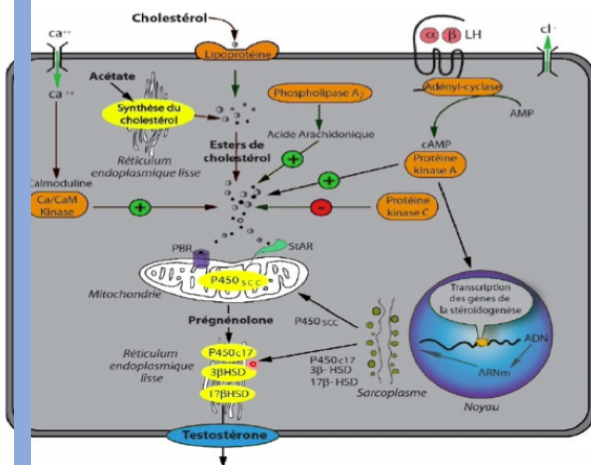 Cholestérol
ca⁺⁺
Lipoprotéine
α β LH
cl⁻
Adényl-cyclase
ca⁺⁺
Acétate
Synthèse du
cholestérol
Phospholipase A₂
AMP
Acide Arachidonique
cAMP
Réticulum
endoplasmique lisse
Esters de
cholestérol
+
Protéine
kinase A
+
Calmoduline
Ca/CaM
Kinase
+
-
Protéine
kinase C
PBR
StAR
P450scc
Mitochondrie
Transcription
des gènes de
la stéroidogenèse
Prégnénolone
P450scc
ADN
ARNm
Noyau
Réticulum
endoplasmique
lisse
P450c17
3βHSD
17βHSD
P450c17
3β- HSD
17β- HSD
Sarcoplasme
Testostérone